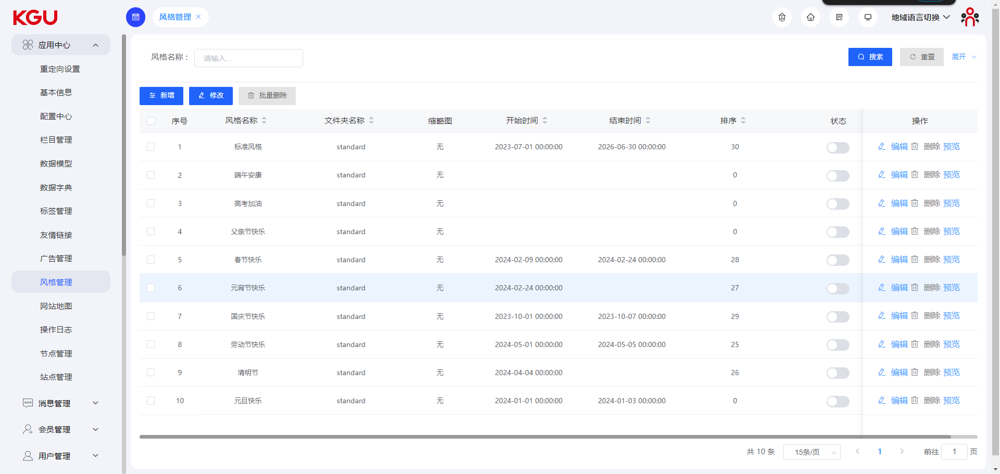 KGU
风格管理
地域语言切换
应用中心
重定向设置
基本信息
配置中心
栏目管理
数据模型
数据字典
标签管理
友情链接
广告管理
风格管理
网站地图
操作日志
节点管理
站点管理
消息管理
会员管理
用户管理
风格名称： 请输入... 搜索 重置 展开
新增 修改 批量删除
序号 风格名称 文件夹名称 缩略图 开始时间 结束时间 排序 状态 操作
1 标准风格 standard 无 2023-07-01 00:00:00 2026-06-30 00:00:00 30 编辑 删除 预览
2 端午安康 standard 无 0 编辑 删除 预览
3 高考加油 standard 无 0 编辑 删除 预览
4 父亲节快乐 standard 无 0 编辑 删除 预览
5 春节快乐 standard 无 2024-02-09 00:00:00 2024-02-24 00:00:00 28 编辑 删除 预览
6 元宵节快乐 standard 无 2024-02-24 00:00:00 27 编辑 删除 预览
7 国庆节快乐 standard 无 2023-10-01 00:00:00 2023-10-07 00:00:00 29 编辑 删除 预览
8 劳动节快乐 standard 无 2024-05-01 00:00:00 2024-05-05 00:00:00 25 编辑 删除 预览
9 清明节 standard 无 2024-04-04 00:00:00 26 编辑 删除 预览
10 元旦快乐 standard 无 2024-01-01 00:00:00 2024-01-03 00:00:00 0 编辑 删除 预览
共 10 条 15条/页 1 前往 1 页